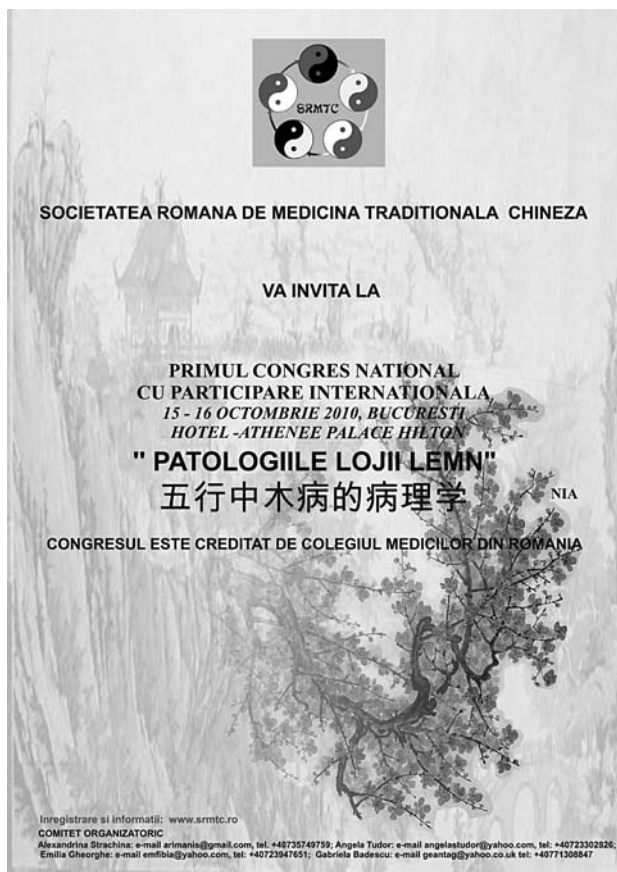 SRMTC
SOCIETATEA ROMANA DE MEDICINA TRADITIONALA CHINEZA
VA INVITA LA
PRIMUL CONGRES NATIONAL
CU PARTICIPARE INTERNATIONALA
15 - 16 OCTOMBRIE 2010, BUCURESTI
HOTEL -ATHENEE PALACE HILTON
" PATOLOGIILE LOJII LEMN"
五行中木病的病理学
NIA
CONGRESUL ESTE CREDITAT DE COLEGIUL MEDICILOR DIN ROMANIA
Inregistrare si informatii: www.srmtc.ro
COMITET ORGANIZATORIC
Alexandrina Strachina: e-mail arimanis@gmail.com, tel. +40735749759; Angela Tudor: e-mail angelastudor@yahoo.com, tel: +40723302826;
Emilia Gheorghe: e-mail emfibia@yahoo.com, tel: +40723947651; Gabriela Badescu: e-mail geantag@yahoo.co.uk tel: +40771308847